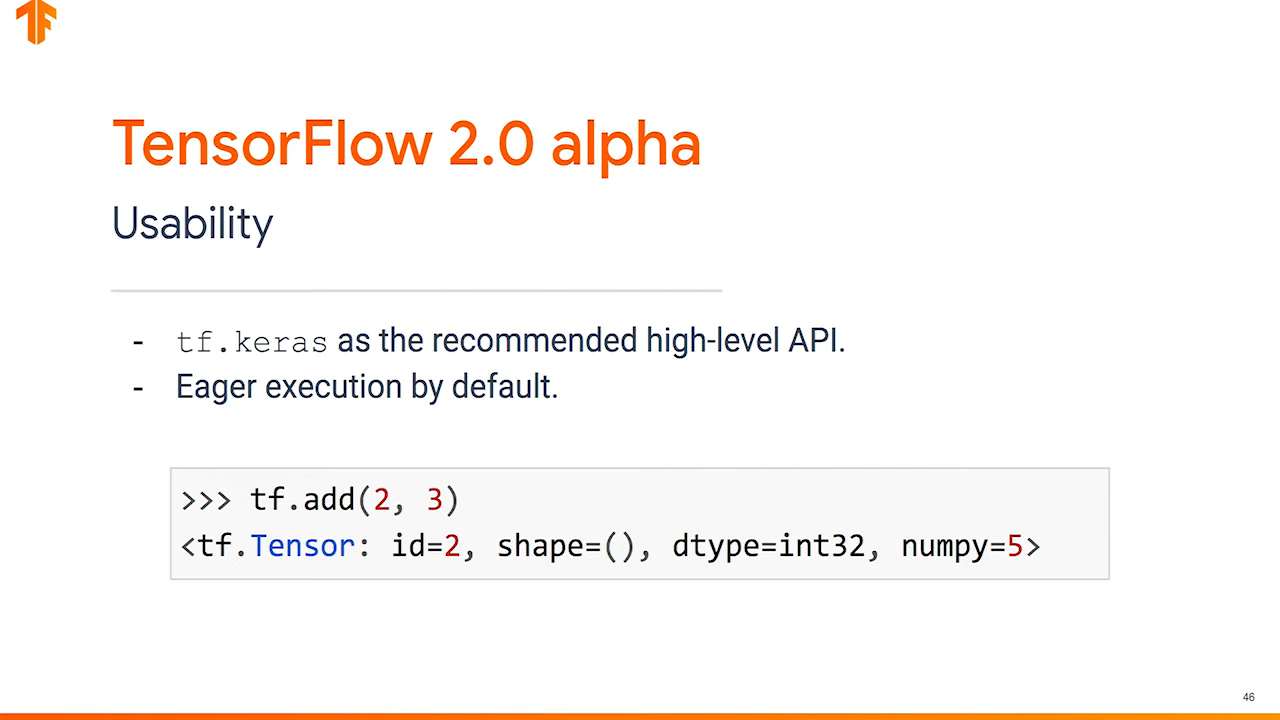 TensorFlow 2.0 alpha
Usability
- tf.keras as the recommended high-level API.
- Eager execution by default.
>>> tf.add(2, 3)
<tf.Tensor: id=2, shape=(), dtype=int32, numpy=5>
46